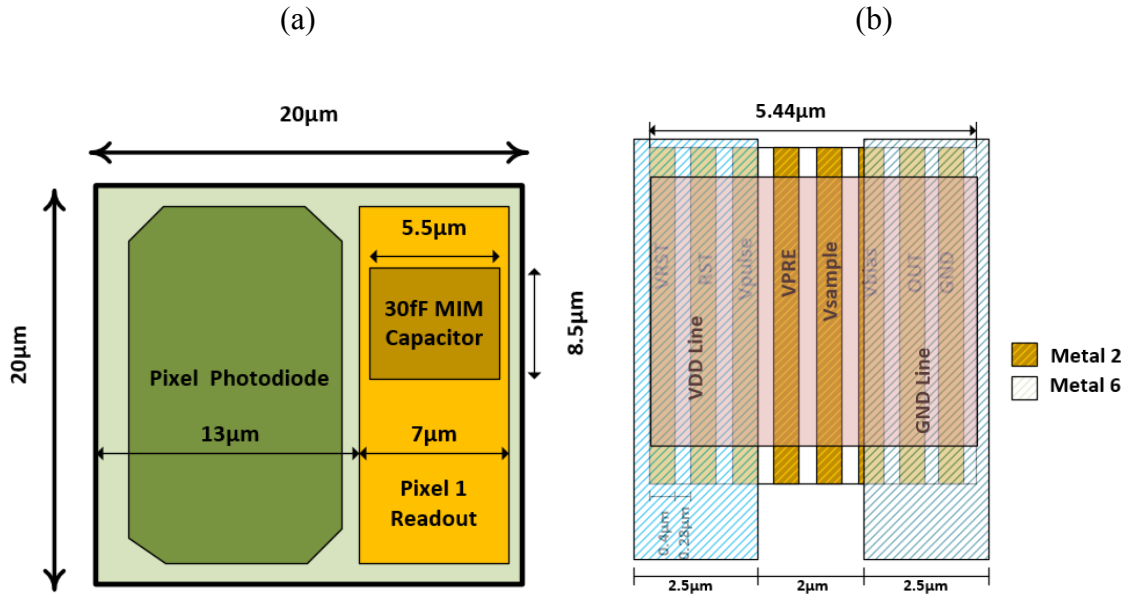 (a)
(b)
20µm
20µm
5.5µm
30fF MIM
Capacitor
8.5µm
Pixel Photodiode
13µm
7µm
Pixel 1
Readout
5.44µm
VRST
RST
Vpulse
VPRE
Vsample
Vbias
OUT
GND
VDD Line
GND Line
0.4µm
0.28µm
2.5µm
2µm
2.5µm
Metal 2
Metal 6